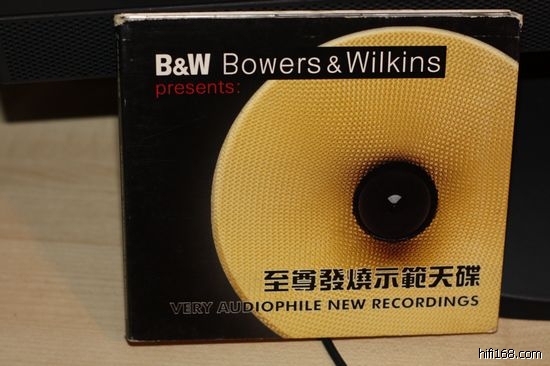 B&W Bowers & Wilkins
presents:
至尊發燒示範天碟
VERY AUDIOPHILE NEW RECORDINGS
hifi168.com